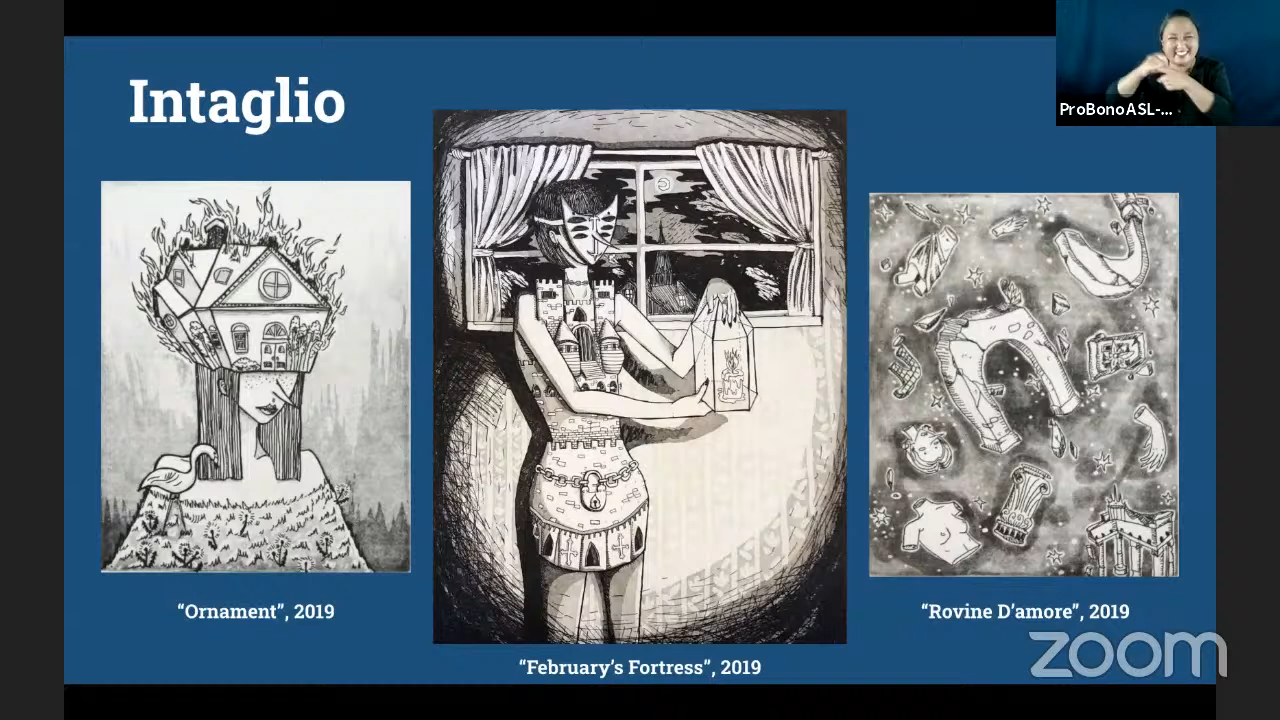 Intaglio
ProBonoASL-...
"Ornament", 2019
"Rovine D’amore", 2019
"February’s Fortress", 2019
zoom